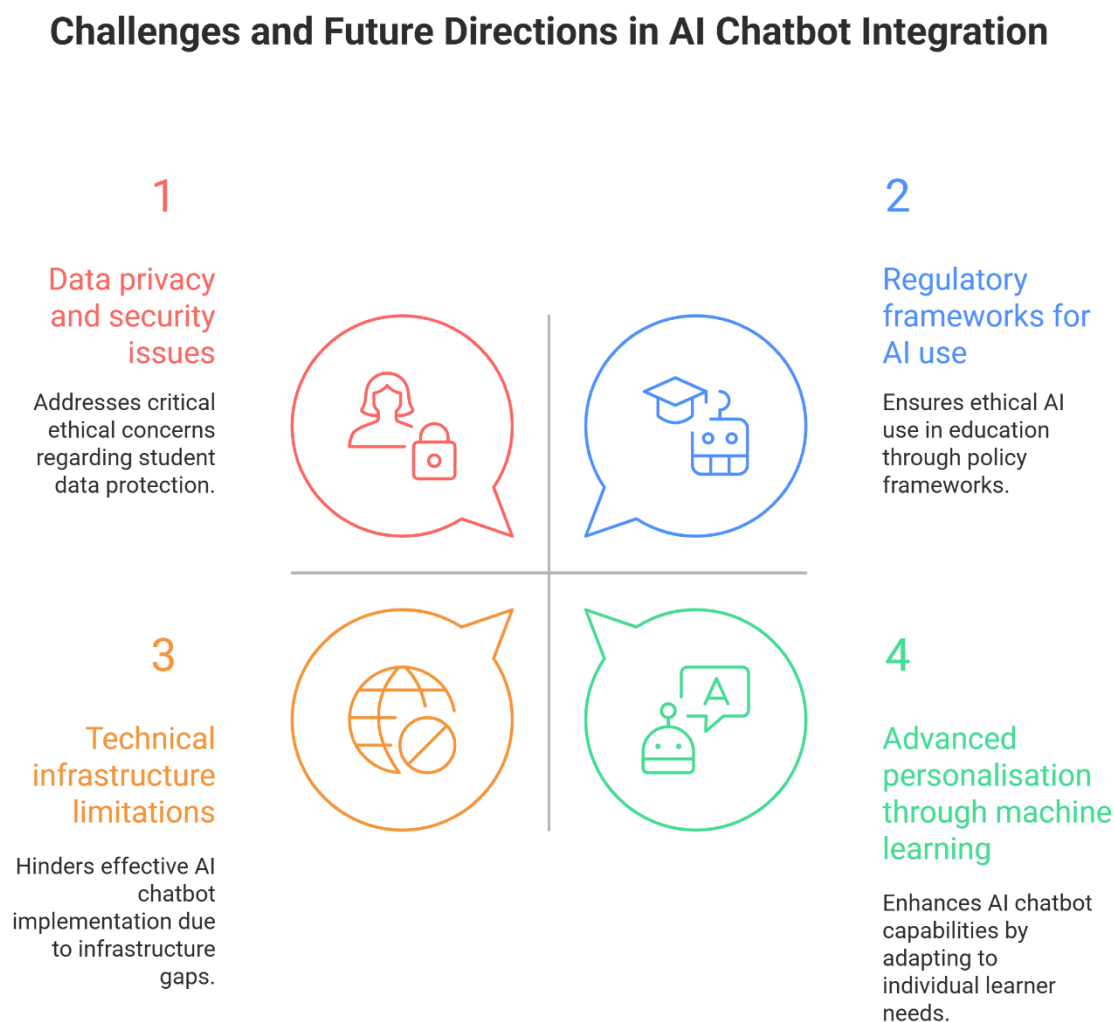 Challenges and Future Directions in AI Chatbot Integration
1
Data privacy
and security
issues
Addresses critical
ethical concerns
regarding student
data protection.
2
Regulatory
frameworks for
AI use
Ensures ethical AI
use in education
through policy
frameworks.
3
Technical
infrastructure
limitations
Hinders effective AI
chatbot
implementation due
to infrastructure
gaps.
4
A
Advanced
personalisation
through machine
learning
Enhances AI chatbot
capabilities by
adapting to
individual learner
needs.